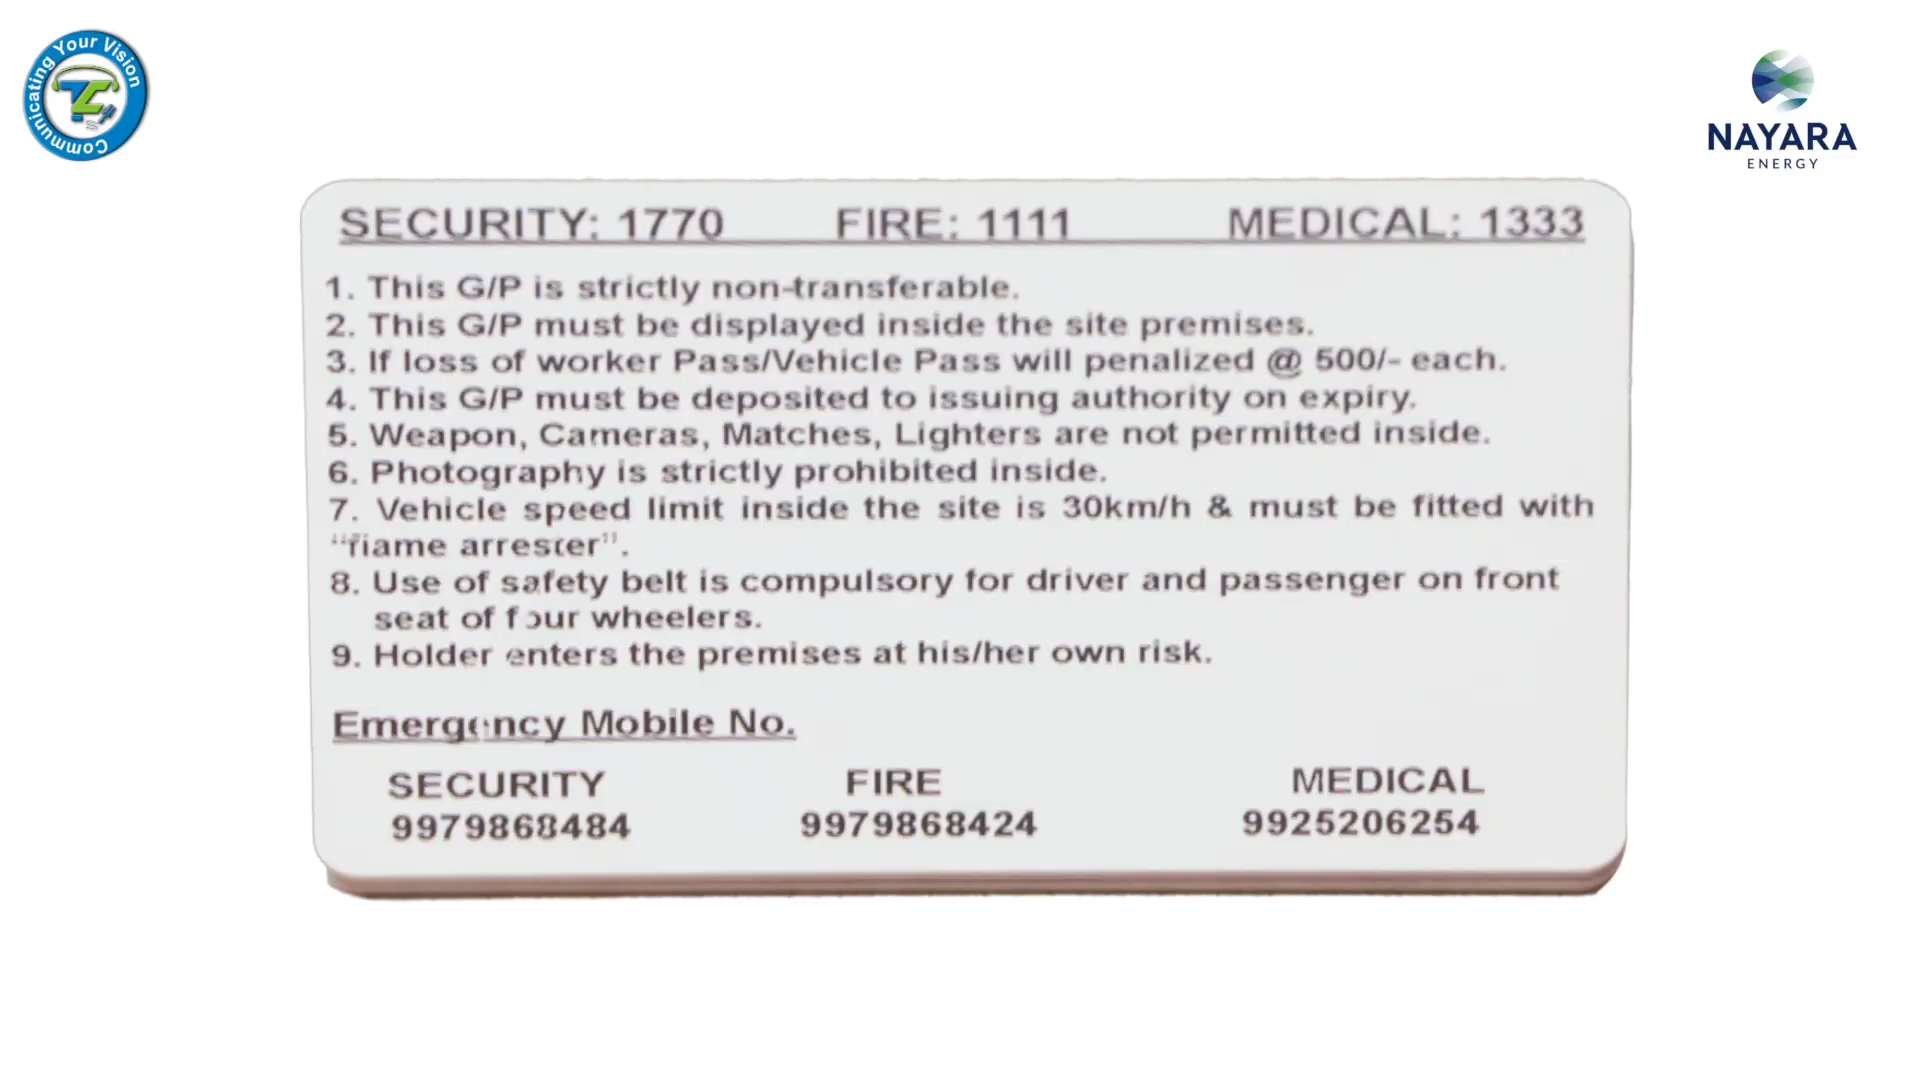 Communicating Your Vision
NAYARA
ENERGY
SECURITY: 1770 FIRE: 1111 MEDICAL: 1333
1. This G/P is strictly non-transferable.
2. This G/P must be displayed inside the site premises.
3. If loss of worker Pass/Vehicle Pass will penalized @ 500/- each.
4. This G/P must be deposited to issuing authority on expiry.
5. Weapon, Cameras, Matches, Lighters are not permitted inside.
6. Photography is strictly prohibited inside.
7. Vehicle speed limit inside the site is 30km/h & must be fitted with
“flame arrester”.
8. Use of safety belt is compulsory for driver and passenger on front
seat of four wheelers.
9. Holder enters the premises at his/her own risk.
Emergency Mobile No.
SECURITY FIRE MEDICAL
9979868484 9979868424 9925206254